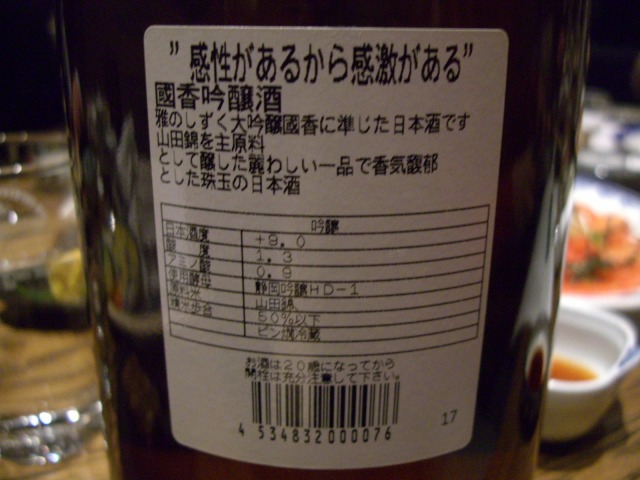 ”感性があるから感激がある”
國香吟醸酒
雅のしずく大吟醸國香に準じた日本酒です
山田錦を主原料
として醸した麗わしい一品で香気馥郁
とした珠玉の日本酒
吟醸
日本酒度 +9.0
酸 度 1.3
アミノ酸 0.9
使用酵母 静岡吟醸HD-1
原料米 山田錦
精米歩合 50%以下
ビン燗冷蔵
お酒は20歳になってから
開栓は充分注意して下さい。
4 534832 000076
17